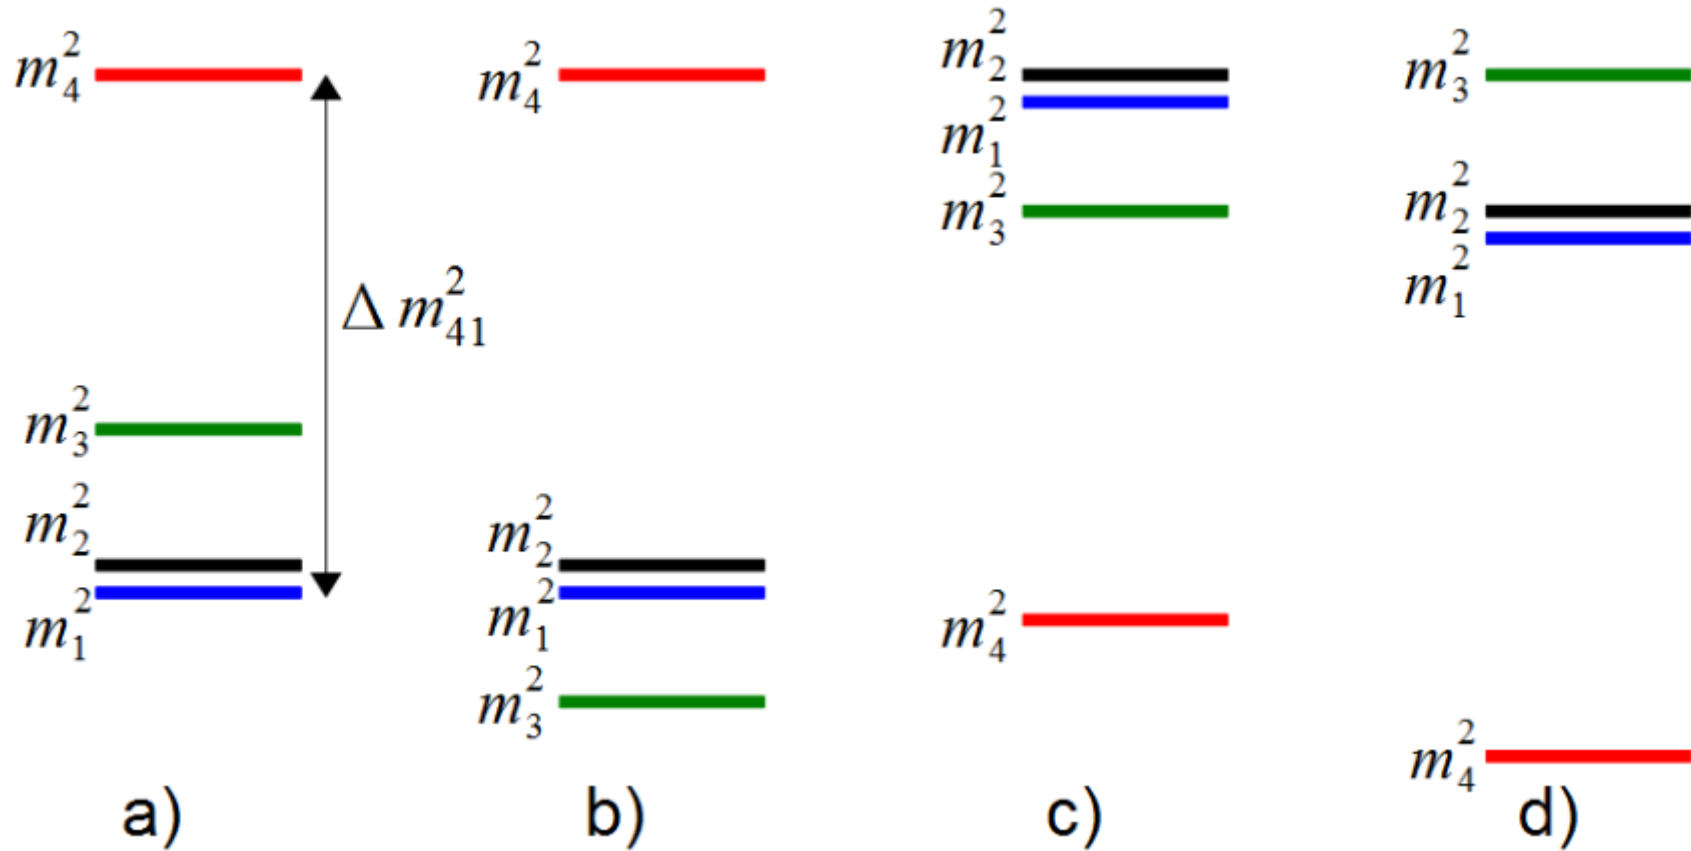 m₄²
m₃²
m₂²
m₁²
Δ m₄₁²
a)
m₄²
m₂²
m₁²
m₃²
b)
m₂²
m₁²
m₃²
m₄²
c)
m₃²
m₂²
m₁²
m₄²
d)